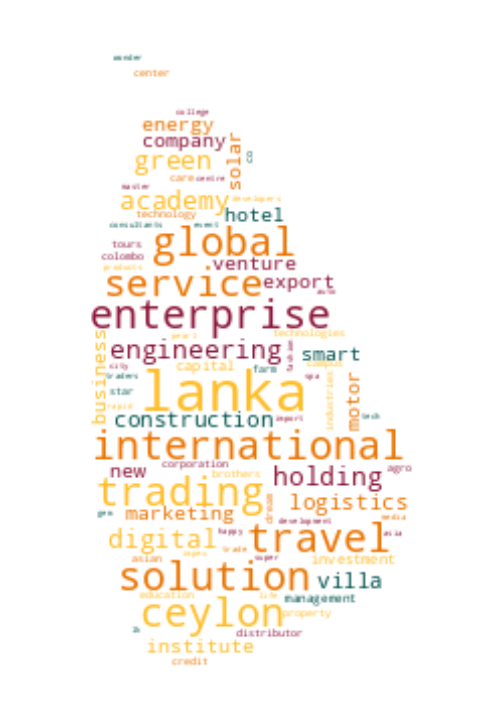 wonder
center
college
energy
company
solar
co
green
care centre
master
academy developers
technology hotel
consultants event
tours global
colombo venture
products
service export
auto
enterprise
pearl technologies
business engineering fashion smart
city capital farm campus
traders lanka spa
star industries motor
rapid
construction import tech
international
new corporation holding agro
brothers
trading dream logistics
gem marketing development media
digital happy travel asia
trade
asian super investment
solution villa
education life management
ceylon property
lk distributor
institute
credit